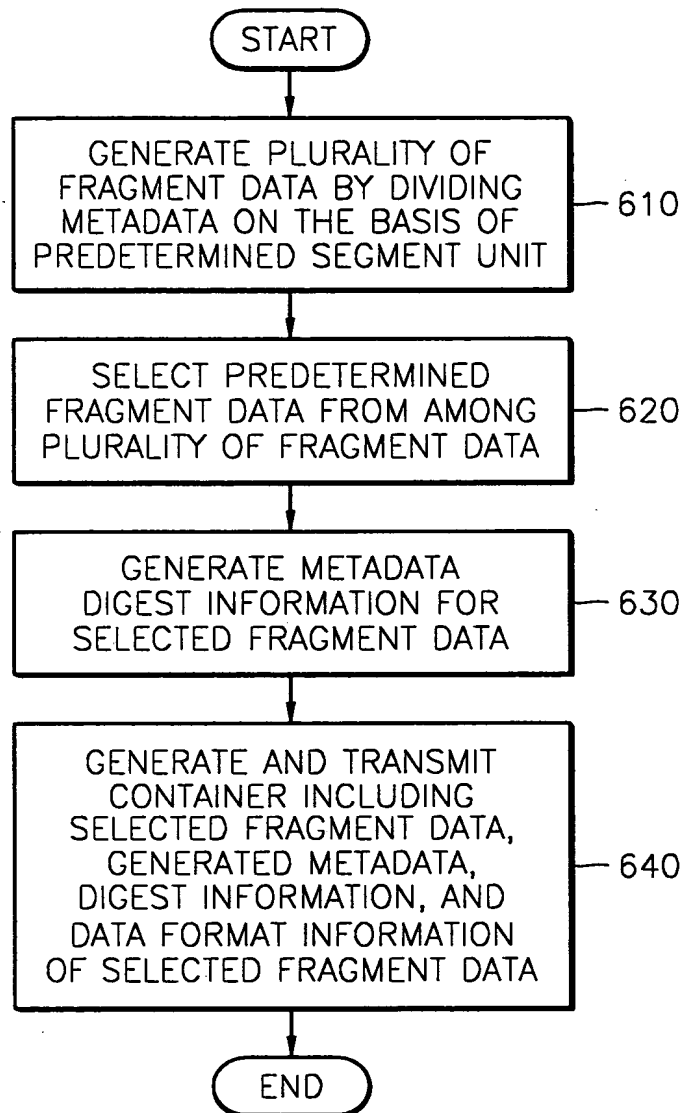 START
GENERATE PLURALITY OF
FRAGMENT DATA BY DIVIDING
METADATA ON THE BASIS OF
PREDETERMINED SEGMENT UNIT
610
SELECT PREDETERMINED
FRAGMENT DATA FROM AMONG
PLURALITY OF FRAGMENT DATA
620
GENERATE METADATA
DIGEST INFORMATION FOR
SELECTED FRAGMENT DATA
630
GENERATE AND TRANSMIT
CONTAINER INCLUDING
SELECTED FRAGMENT DATA,
GENERATED METADATA,
DIGEST INFORMATION, AND
DATA FORMAT INFORMATION
OF SELECTED FRAGMENT DATA
640
END